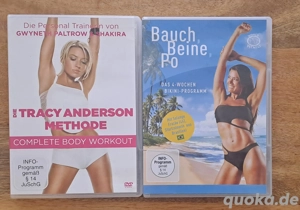 Die Personal Trainerin von
GWYNETH PALTROW & SHAKIRA
DIE
TRACY ANDERSON
METHODE
COMPLETE BODY WORKOUT
INFO-
Programm
gemäß
§ 14
JuSchG
DVD
Bauch,
Beine,
Po
DAS 4-WOCHEN
BIKINI-PROGRAMM
INFO-
Programm
gemäß
§ 14
JuSchG
quoka.de